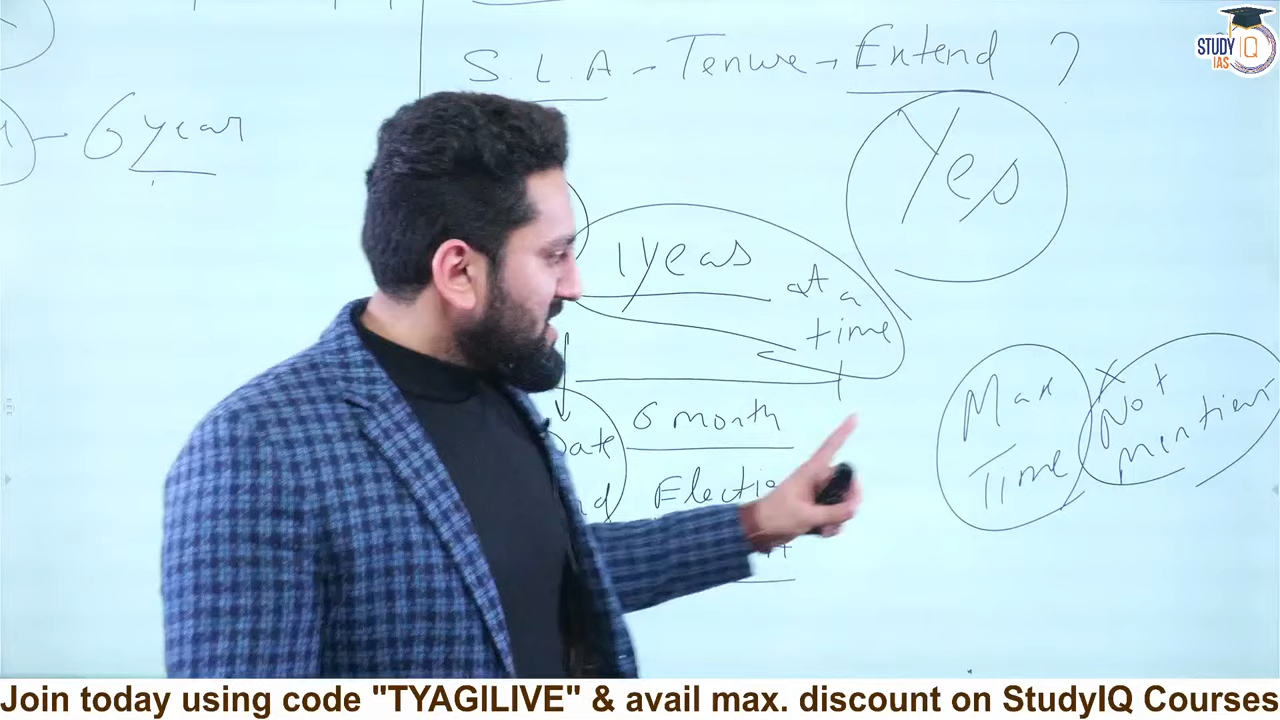 S.L.A - Tenure → Extend ?
- 6 year
Yes
1 year
at a
time
6 month
Electio
Max
Time
Not
mention
STUDY IQ
IAS
Join today using code "TYAGILIVE" & avail max. discount on StudyIQ Courses